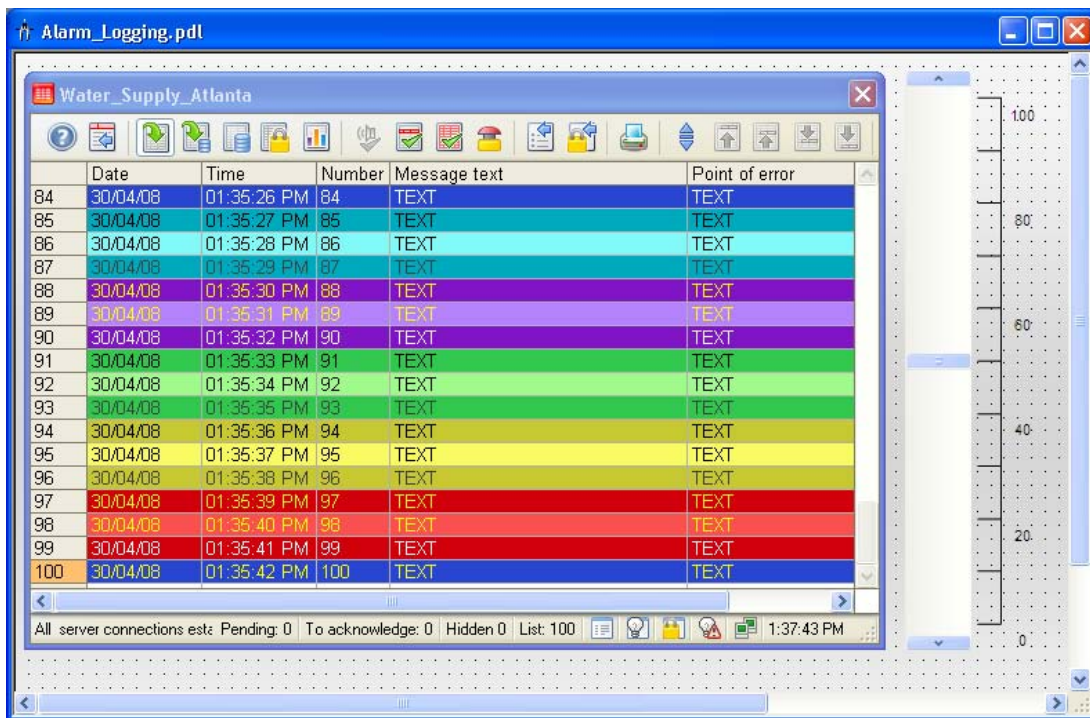 Alarm_Logging.pdl
Water_Supply_Atlanta
Date Time Number Message text Point of error
84 30/04/08 01:35:26 PM 84 TEXT TEXT
85 30/04/08 01:35:27 PM 85 TEXT TEXT
86 30/04/08 01:35:28 PM 86 TEXT TEXT
87 30/04/08 01:35:29 PM 87 TEXT TEXT
88 30/04/08 01:35:30 PM 88 TEXT TEXT
89 30/04/08 01:35:31 PM 89 TEXT TEXT
90 30/04/08 01:35:32 PM 90 TEXT TEXT
91 30/04/08 01:35:33 PM 91 TEXT TEXT
92 30/04/08 01:35:34 PM 92 TEXT TEXT
93 30/04/08 01:35:35 PM 93 TEXT TEXT
94 30/04/08 01:35:36 PM 94 TEXT TEXT
95 30/04/08 01:35:37 PM 95 TEXT TEXT
96 30/04/08 01:35:38 PM 96 TEXT TEXT
97 30/04/08 01:35:39 PM 97 TEXT TEXT
98 30/04/08 01:35:40 PM 98 TEXT TEXT
99 30/04/08 01:35:41 PM 99 TEXT TEXT
100 30/04/08 01:35:42 PM 100 TEXT TEXT
All server connections esta Pending: 0 To acknowledge: 0 Hidden 0 List: 100 1:37:43 PM
100
80
60
40
20
0